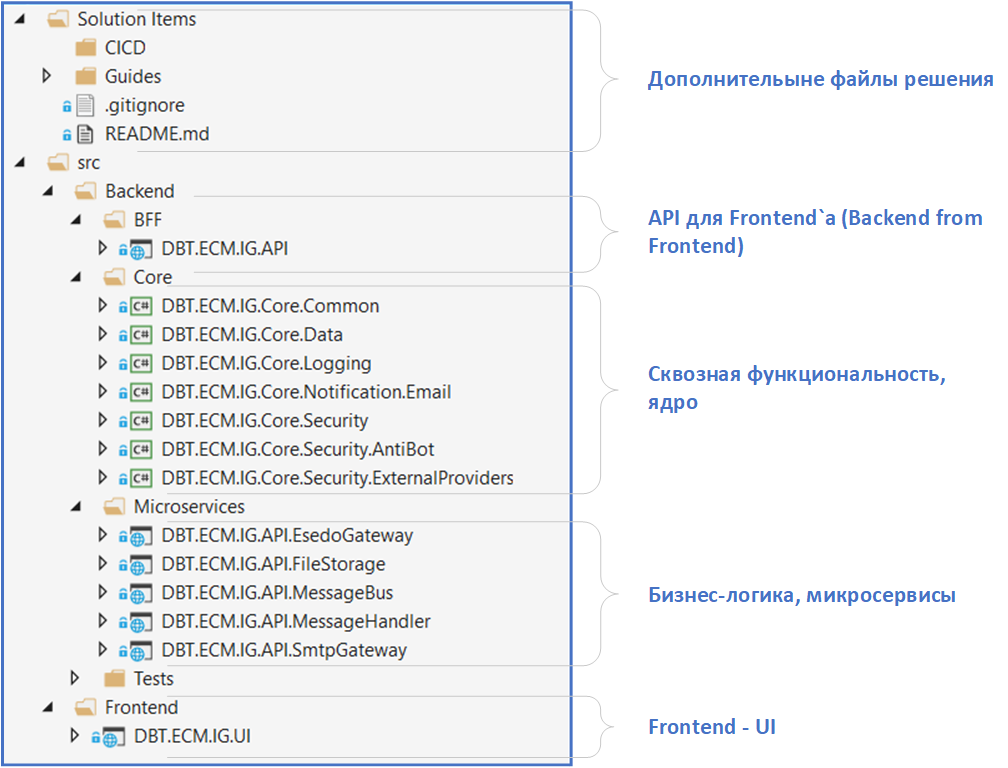 Solution Items
CICD
Guides
.gitignore
README.md
Дополнительыне файлы решения
src
Backend
BFF
DBT.ECM.IG.API
API для Frontend`a (Backend from
Frontend)
Core
C# DBT.ECM.IG.Core.Common
C# DBT.ECM.IG.Core.Data
C# DBT.ECM.IG.Core.Logging
C# DBT.ECM.IG.Core.Notification.Email
C# DBT.ECM.IG.Core.Security
C# DBT.ECM.IG.Core.Security.AntiBot
C# DBT.ECM.IG.Core.Security.ExternalProviders
Сквозная функциональность,
ядро
Microservices
DBT.ECM.IG.API.EsedoGateway
DBT.ECM.IG.API.FileStorage
DBT.ECM.IG.API.MessageBus
DBT.ECM.IG.API.MessageHandler
DBT.ECM.IG.API.SmtpGateway
Бизнес-логика, микросервисы
Tests
Frontend
DBT.ECM.IG.UI
Frontend - UI